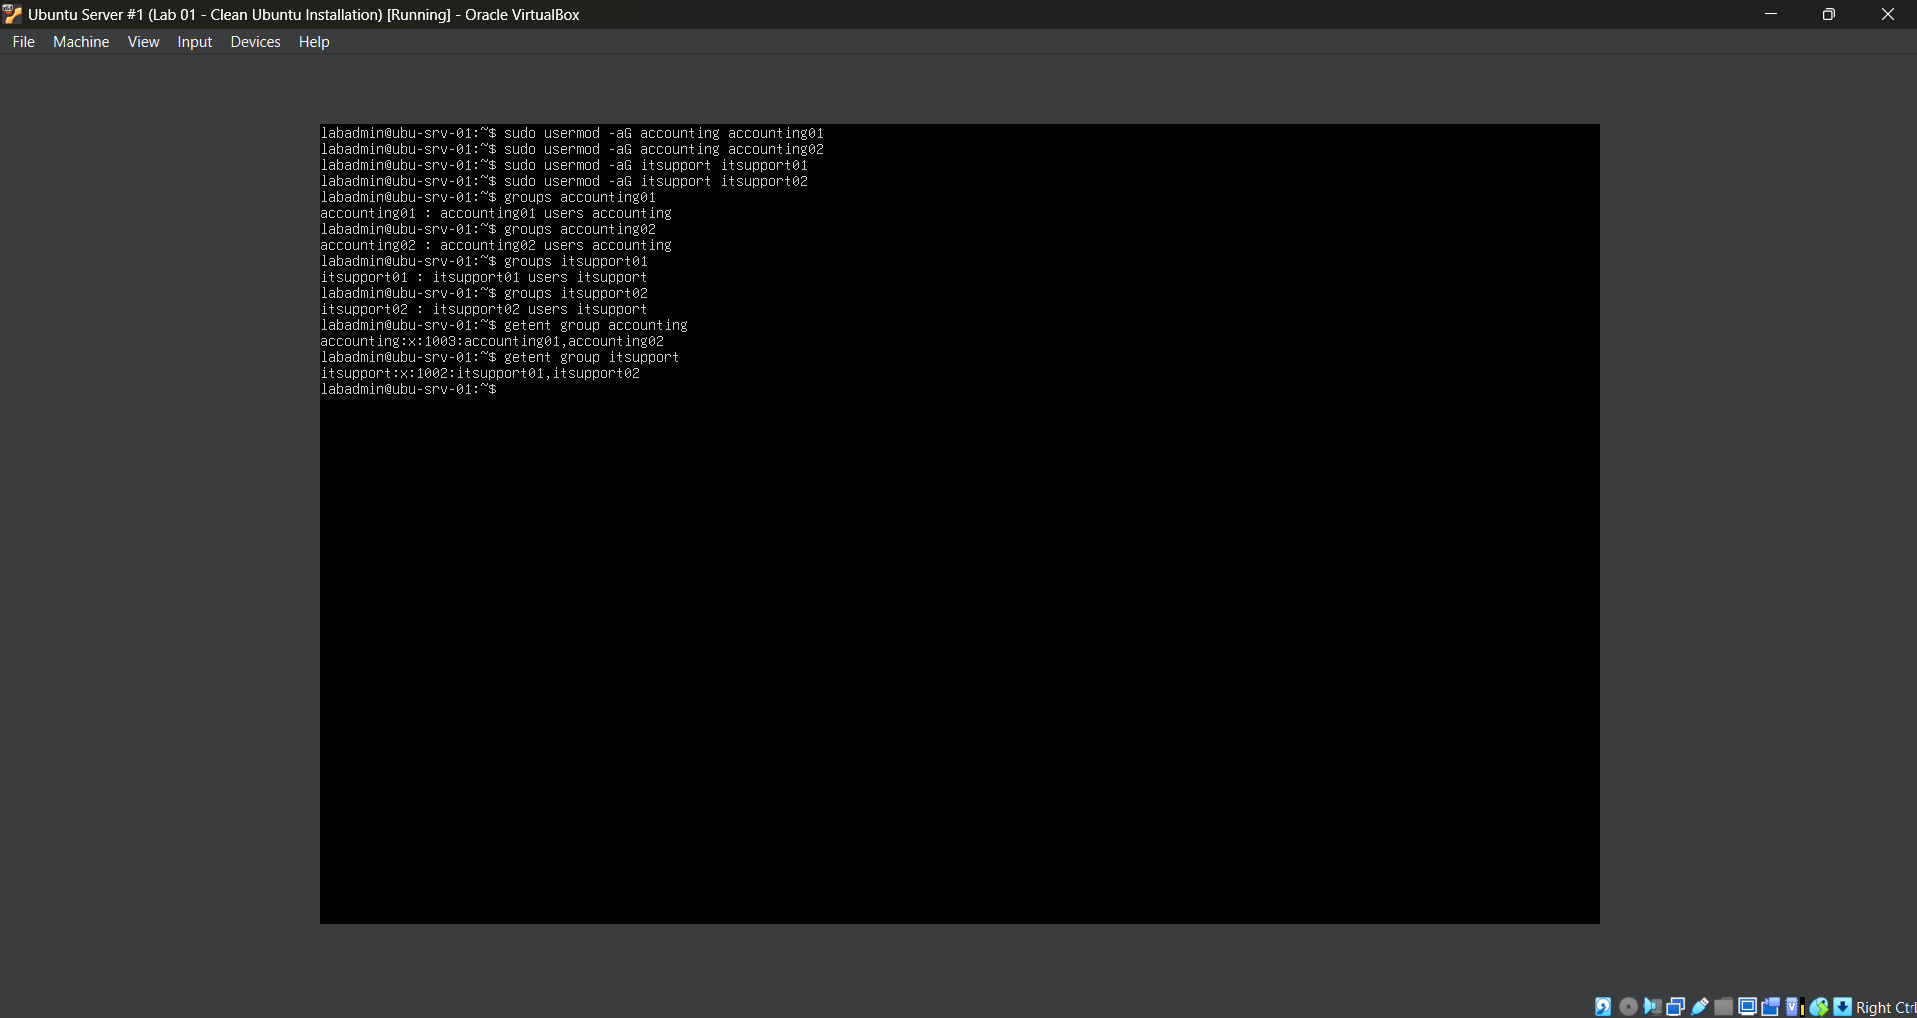 Ubuntu Server #1 (Lab 01 - Clean Ubuntu Installation) [Running] - Oracle VirtualBox
File Machine View Input Devices Help
labadmin@ubu-srv-01:~$ sudo usermod -aG accounting accounting01
labadmin@ubu-srv-01:~$ sudo usermod -aG accounting accounting02
labadmin@ubu-srv-01:~$ sudo usermod -aG itsupport itsupport01
labadmin@ubu-srv-01:~$ sudo usermod -aG itsupport itsupport02
labadmin@ubu-srv-01:~$ groups accounting01
accounting01 : accounting01 users accounting
labadmin@ubu-srv-01:~$ groups accounting02
accounting02 : accounting02 users accounting
labadmin@ubu-srv-01:~$ groups itsupport01
itsupport01 : itsupport01 users itsupport
labadmin@ubu-srv-01:~$ groups itsupport02
itsupport02 : itsupport02 users itsupport
labadmin@ubu-srv-01:~$ getent group accounting
accounting:x:1003:accounting01,accounting02
labadmin@ubu-srv-01:~$ getent group itsupport
itsupport:x:1002:itsupport01,itsupport02
labadmin@ubu-srv-01:~$
Right Ctrl